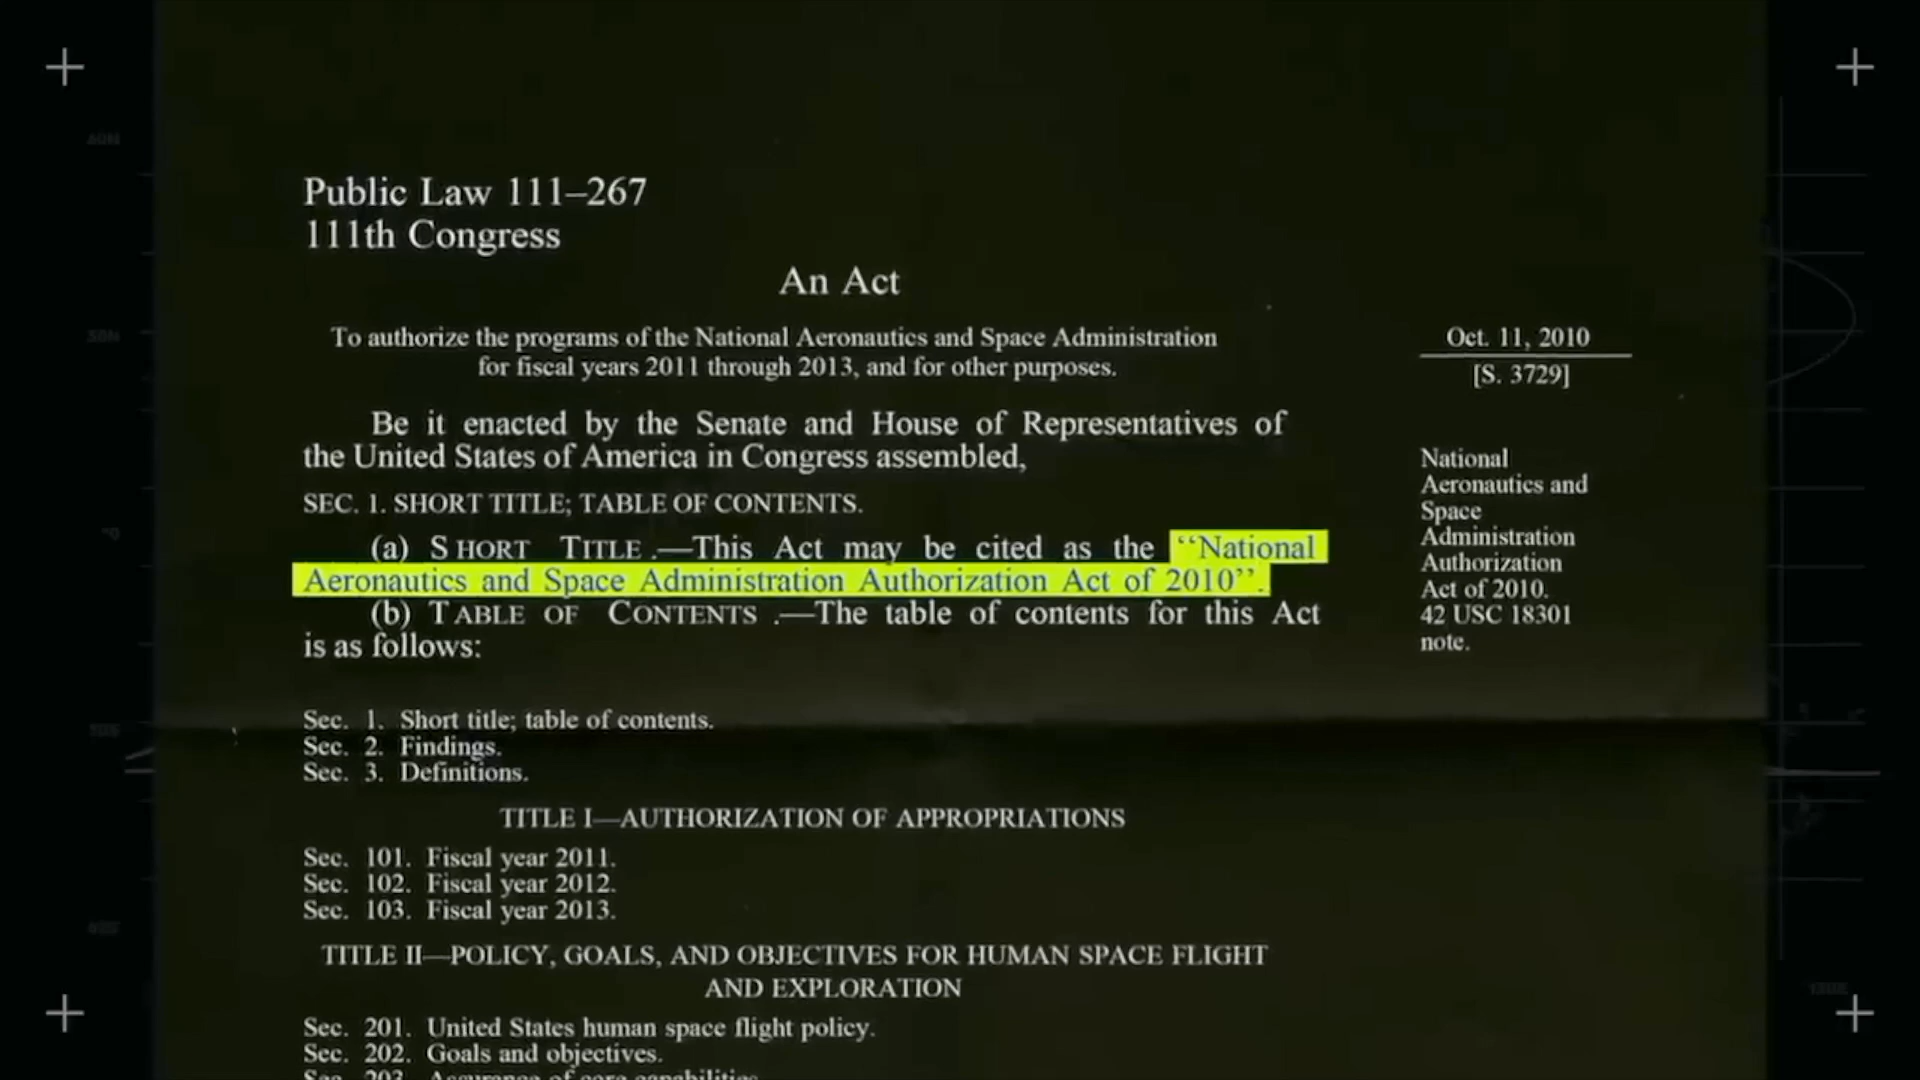 Public Law 111–267
111th Congress
An Act
To authorize the programs of the National Aeronautics and Space Administration
for fiscal years 2011 through 2013, and for other purposes.
Oct. 11, 2010
[S. 3729]
Be it enacted by the Senate and House of Representatives of
the United States of America in Congress assembled,
SEC. 1. SHORT TITLE; TABLE OF CONTENTS.
(a) SHORT TITLE .—This Act may be cited as the ‘‘National
Aeronautics and Space Administration Authorization Act of 2010’’.
(b) TABLE OF CONTENTS .—The table of contents for this Act
is as follows:
National
Aeronautics and
Space
Administration
Authorization
Act of 2010.
42 USC 18301
note.
Sec. 1. Short title; table of contents.
Sec. 2. Findings.
Sec. 3. Definitions.
TITLE I—AUTHORIZATION OF APPROPRIATIONS
Sec. 101. Fiscal year 2011.
Sec. 102. Fiscal year 2012.
Sec. 103. Fiscal year 2013.
TITLE II—POLICY, GOALS, AND OBJECTIVES FOR HUMAN SPACE FLIGHT
AND EXPLORATION
Sec. 201. United States human space flight policy.
Sec. 202. Goals and objectives.
Sec. 203. Assurance of core capabilities.